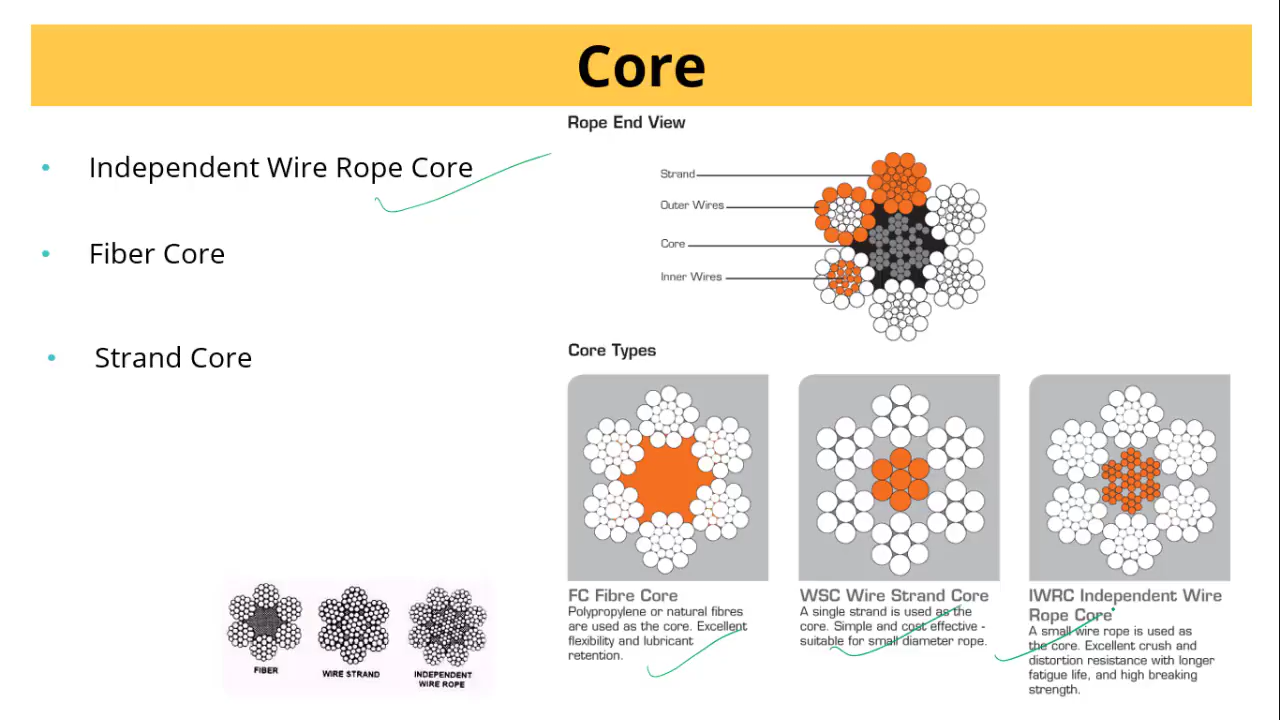 Core
Independent Wire Rope Core
Fiber Core
Strand Core
Rope End View
Strand
Outer Wires
Core
Inner Wires
Core Types
FC Fibre Core
Polypropylene or natural fibres
are used as the core. Excellent
flexibility and lubricant
retention.
WSC Wire Strand Core
A single strand is used as the
core. Simple and cost effective -
suitable for small diameter rope.
IWRC Independent Wire
Rope Core
A small wire rope is used as
the core. Excellent crush and
distortion resistance with longer
fatigue life, and high breaking
strength.
FIBER
WIRE STRAND
INDEPENDENT
WIRE ROPE